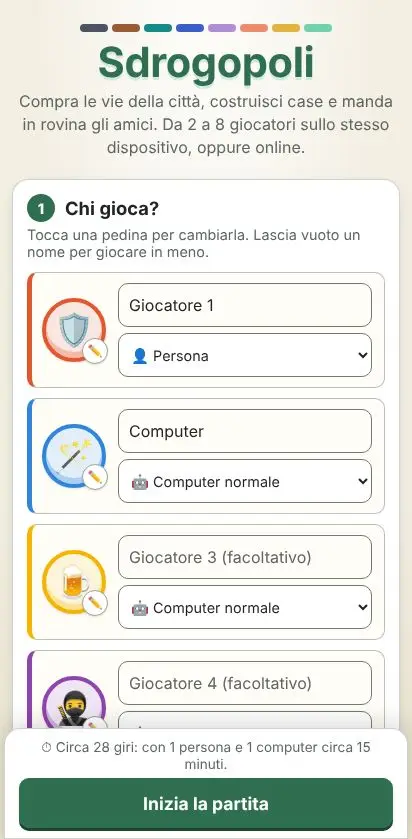 Sdrogopoli
Compra le vie della città, costruisci case e manda
in rovina gli amici. Da 2 a 8 giocatori sullo stesso
dispositivo, oppure online.
1 Chi gioca?
Tocca una pedina per cambiarla. Lascia vuoto un
nome per giocare in meno.
Giocatore 1
Persona
Computer
Computer normale
Giocatore 3 (facoltativo)
Computer normale
Giocatore 4 (facoltativo)
Circa 28 giri: con 1 persona e 1 computer circa 15
minuti.
Inizia la partita